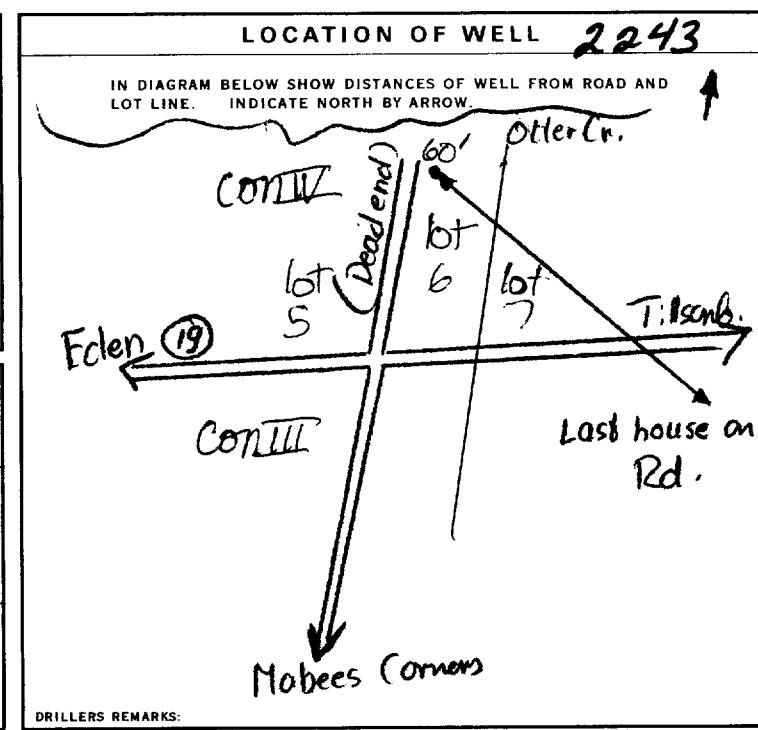 LOCATION OF WELL 2243
IN DIAGRAM BELOW SHOW DISTANCES OF WELL FROM ROAD AND
LOT LINE. INDICATE NORTH BY ARROW.
Otter Cr.
60'
Con IV
(Dead end)
lot
6
lot
5
lot
7
Tillsonb.
Eden 19
Con III
Last house on
Rd.
Mabees Corners
DRILLERS REMARKS: